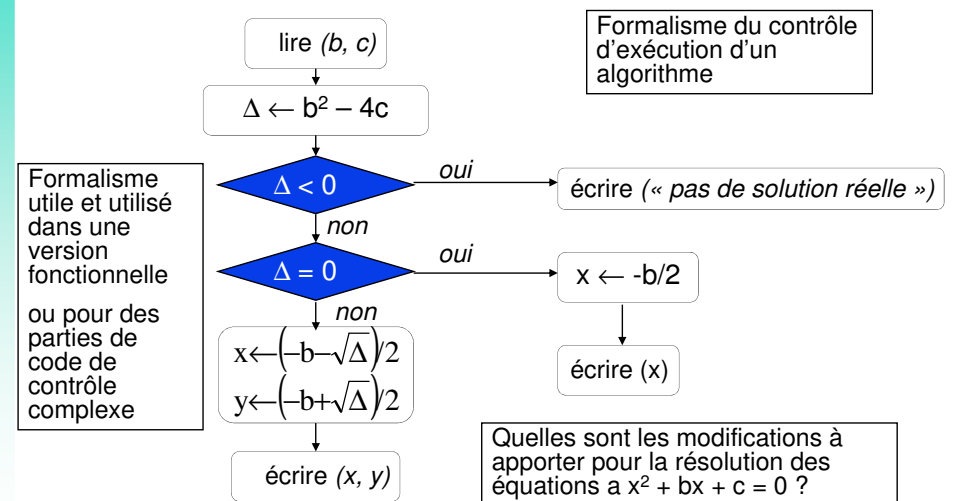 lire (b, c)
Formalisme du contrôle
d'exécution d'un
algorithme
Δ ← b² – 4c
Formalisme
utile et utilisé
dans une
version
fonctionnelle
ou pour des
parties de
code de
contrôle
complexe
Δ < 0
oui
écrire (« pas de solution réelle »)
non
Δ = 0
oui
x ← -b/2
non
écrire (x)
x←(−b−√Δ)/2
y←(−b+√Δ)/2
écrire (x, y)
Quelles sont les modifications à
apporter pour la résolution des
équations a x² + bx + c = 0 ?